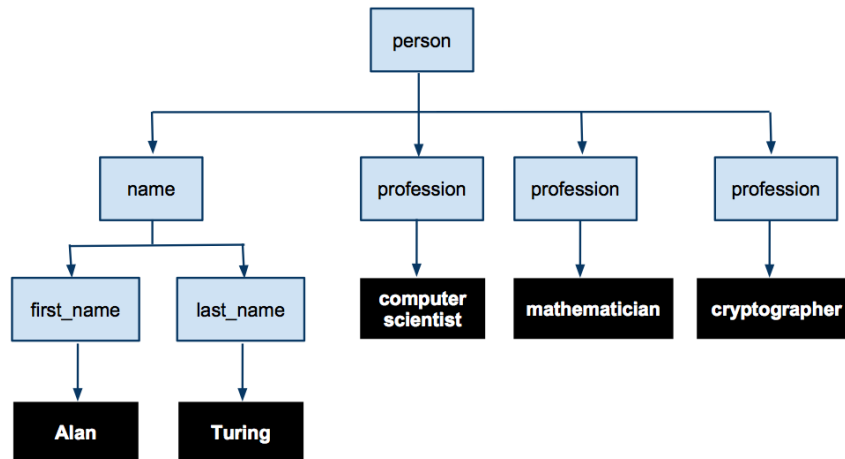 person
name
profession
profession
profession
first_name
last_name
computer
scientist
mathematician
cryptographer
Alan
Turing